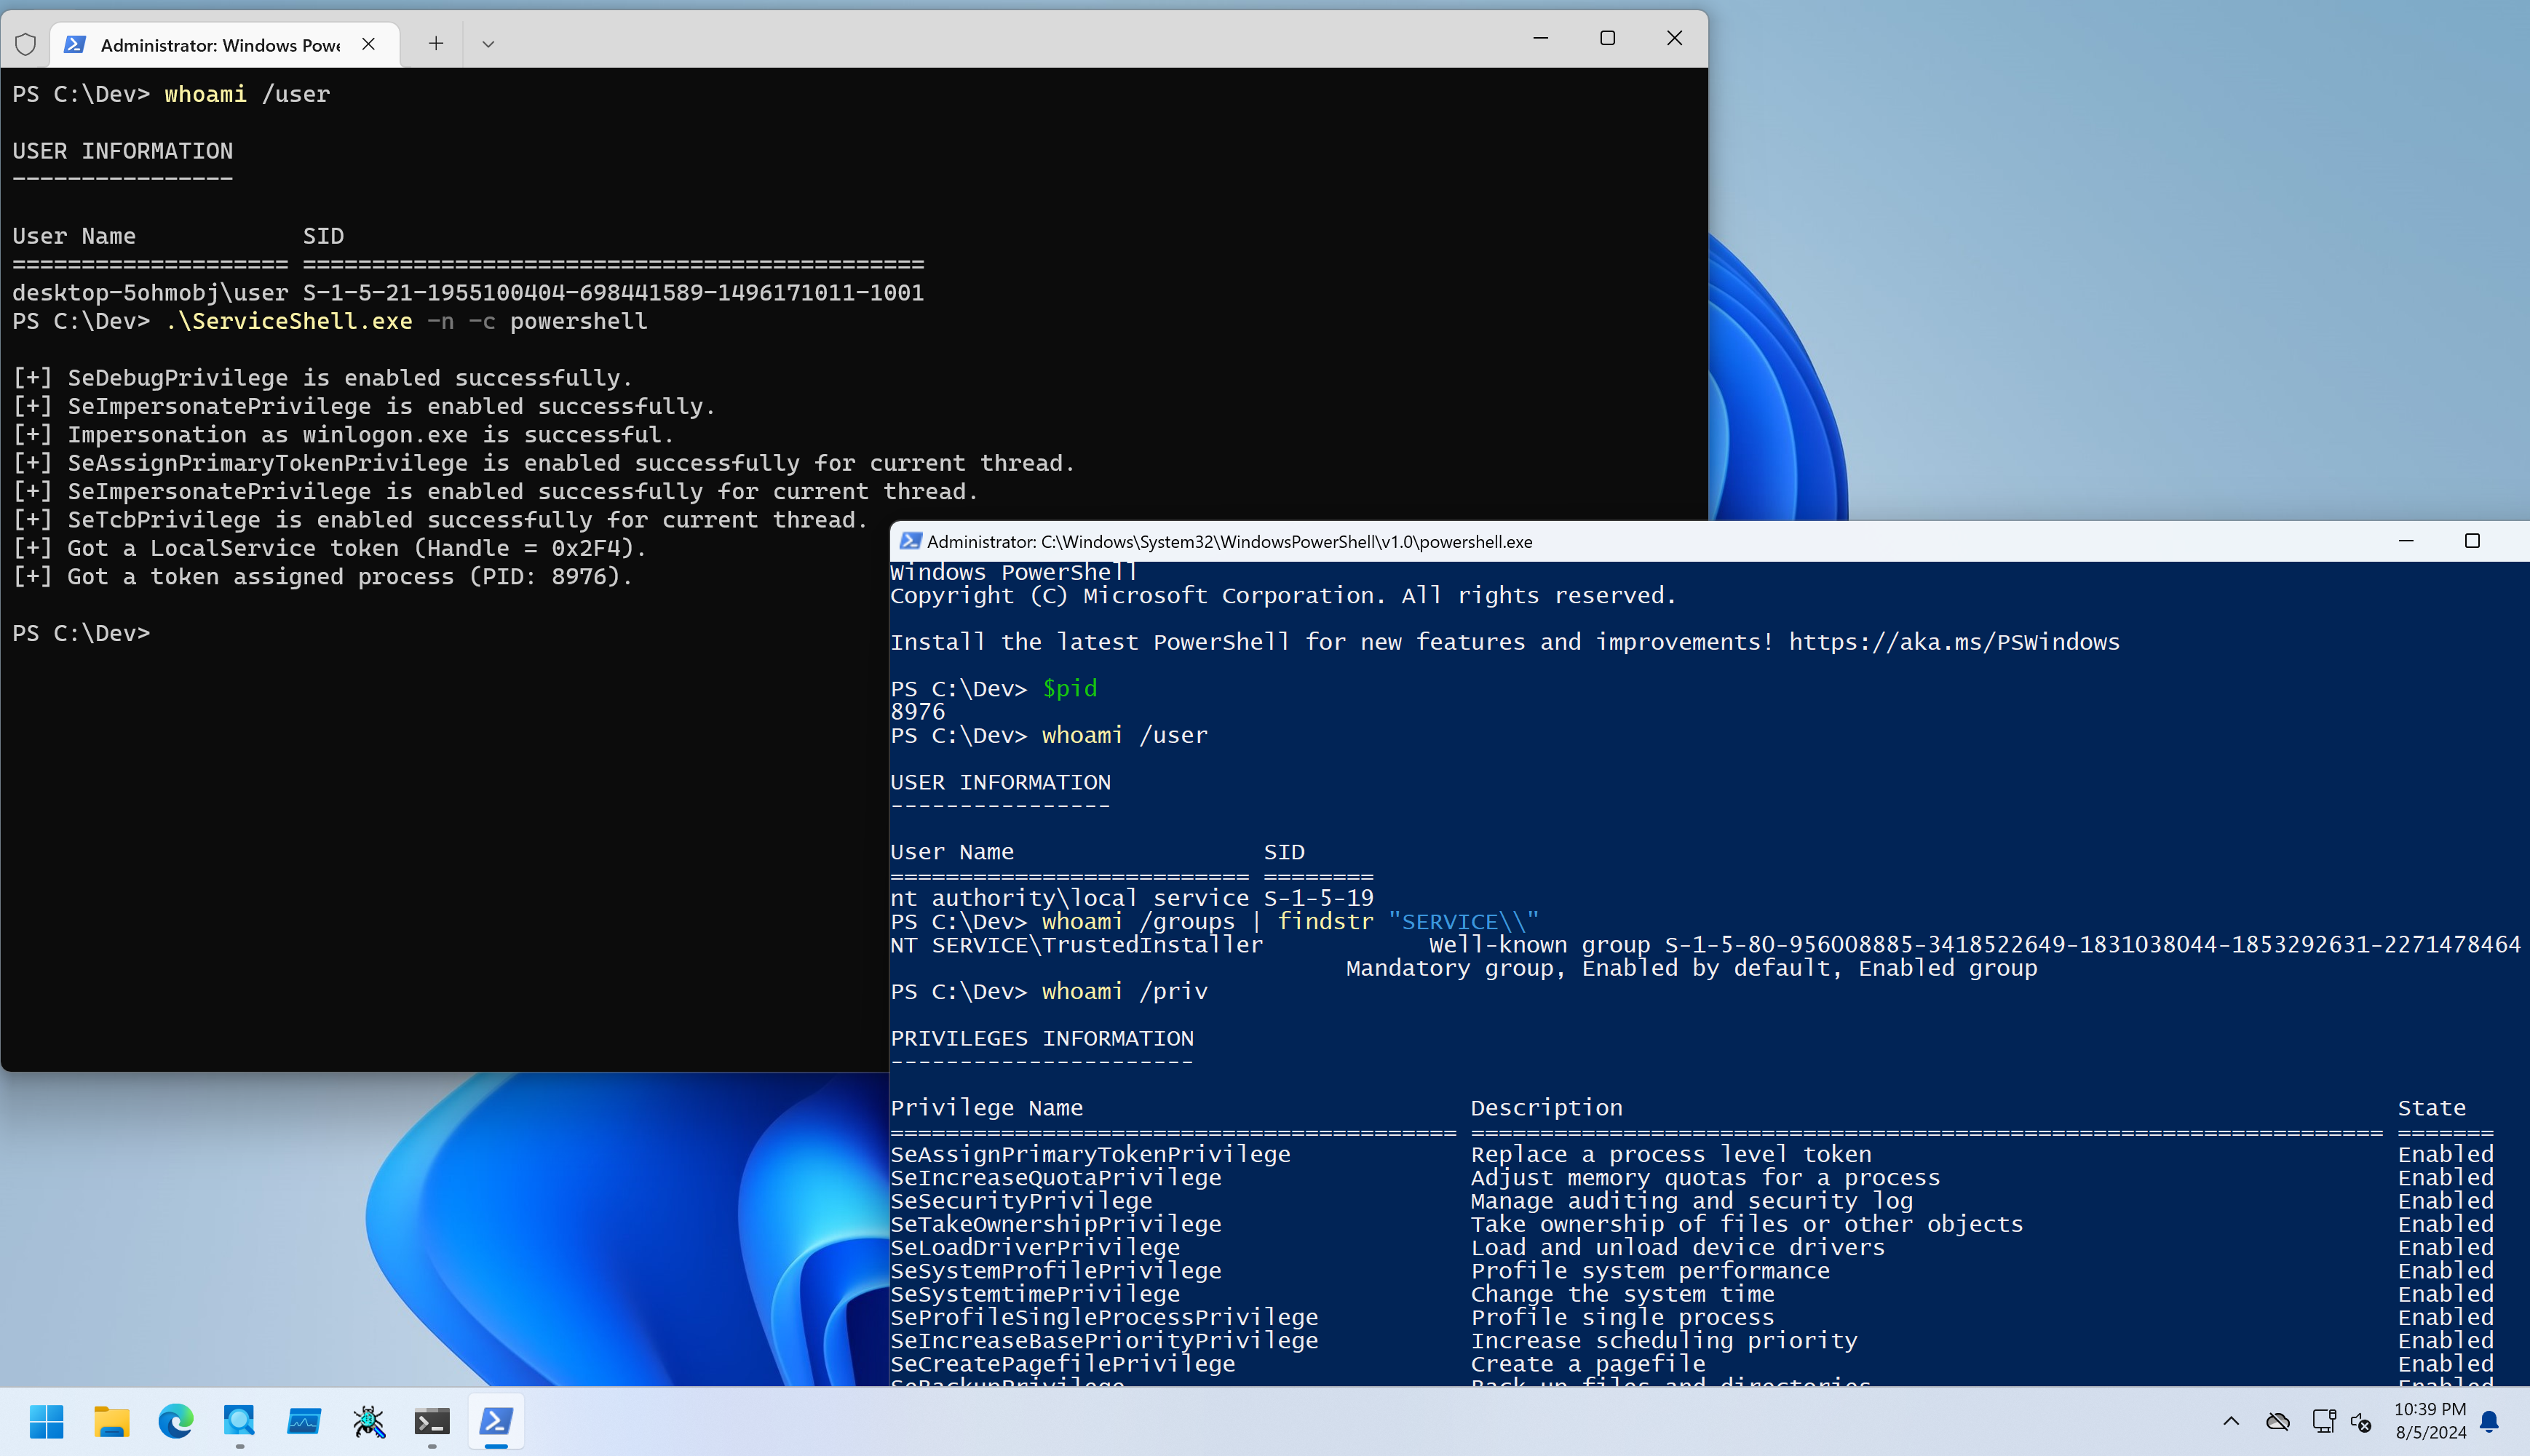 Administrator: Windows Powe
PS C:\Dev> whoami /user
USER INFORMATION
----------------
User Name            SID
==================== =============================================
desktop-5ohmobj\user S-1-5-21-1955100404-698441589-1496171011-1001
PS C:\Dev> .\ServiceShell.exe -n -c powershell
[+] SeDebugPrivilege is enabled successfully.
[+] SeImpersonatePrivilege is enabled successfully.
[+] Impersonation as winlogon.exe is successful.
[+] SeAssignPrimaryTokenPrivilege is enabled successfully for current thread.
[+] SeImpersonatePrivilege is enabled successfully for current thread.
[+] SeTcbPrivilege is enabled successfully for current thread.
[+] Got a LocalService token (Handle = 0x2F4).
[+] Got a token assigned process (PID: 8976).
PS C:\Dev>
Administrator: C:\Windows\System32\WindowsPowerShell\v1.0\powershell.exe
Windows PowerShell
Copyright (C) Microsoft Corporation. All rights reserved.
Install the latest PowerShell for new features and improvements! https://aka.ms/PSWindows
PS C:\Dev> $pid
8976
PS C:\Dev> whoami /user
USER INFORMATION
----------------
User Name                  SID
========================== ========
nt authority\local service S-1-5-19
PS C:\Dev> whoami /groups | findstr "SERVICE\\"
NT SERVICE\TrustedInstaller            Well-known group S-1-5-80-956008885-3418522649-1831038044-1853292631-2271478464
Mandatory group, Enabled by default, Enabled group
PS C:\Dev> whoami /priv
PRIVILEGES INFORMATION
----------------------
Privilege Name                            Description                                                        State
========================================= ================================================================== =======
SeAssignPrimaryTokenPrivilege             Replace a process level token                                      Enabled
SeIncreaseQuotaPrivilege                  Adjust memory quotas for a process                                 Enabled
SeSecurityPrivilege                       Manage auditing and security log                                   Enabled
SeTakeOwnershipPrivilege                  Take ownership of files or other objects                           Enabled
SeLoadDriverPrivilege                     Load and unload device drivers                                     Enabled
SeSystemProfilePrivilege                  Profile system performance                                         Enabled
SeSystemtimePrivilege                     Change the system time                                             Enabled
SeProfileSingleProcessPrivilege           Profile single process                                             Enabled
SeIncreaseBasePriorityPrivilege           Increase scheduling priority                                       Enabled
SeCreatePagefilePrivilege                 Create a pagefile                                                  Enabled
SeBackupPrivilege                         Back up files and directories                                      Enabled
10:39 PM
8/5/2024